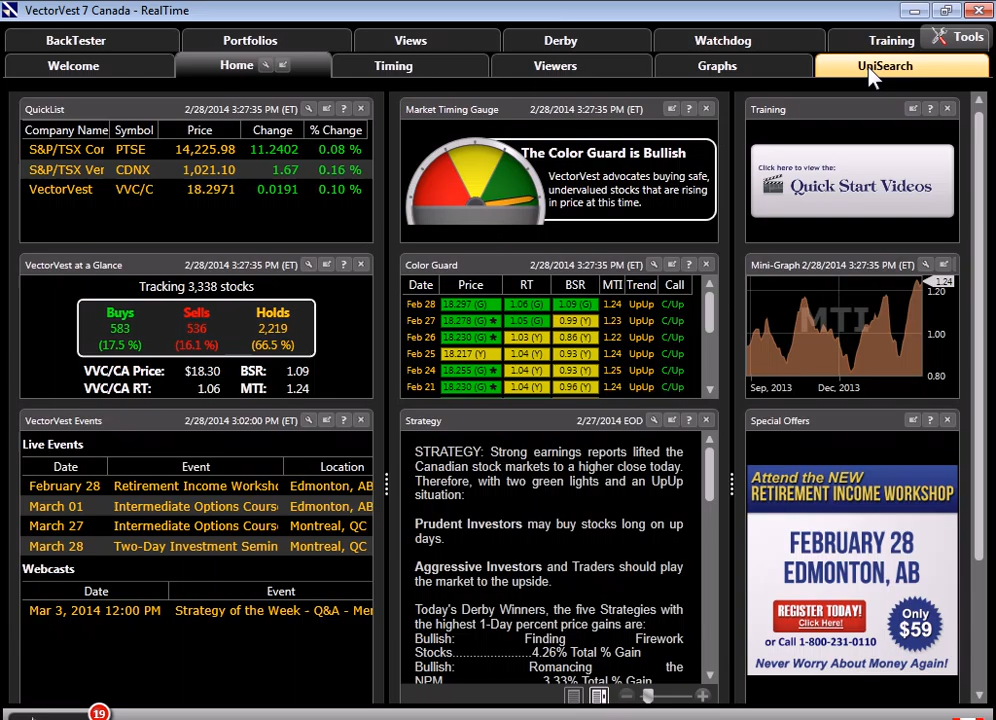 VectorVest 7 Canada - RealTime
BackTester Portfolios Views Derby Watchdog Training Tools
Welcome Home Timing Viewers Graphs UniSearch
QuickList 2/28/2014 3:27:35 PM (ET) ?
Company Name Symbol Price Change % Change
S&P/TSX Cor PTSE 14,225.98 11.2402 0.08 %
S&P/TSX Ver CDNX 1,021.10 1.67 0.16 %
VectorVest VVC/C 18.2971 0.0191 0.10 %
Market Timing Gauge 2/28/2014 3:27:35 PM (ET) ?
The Color Guard is Bullish
VectorVest advocates buying safe,
undervalued stocks that are rising
in price at this time.
Training ?
Click here to view the:
Quick Start Videos
VectorVest at a Glance 2/28/2014 3:27:35 PM (ET) ?
Tracking 3,338 stocks
Buys Sells Holds
583 536 2,219
(17.5 %) (16.1 %) (66.5 %)
VVC/CA Price: $18.30 BSR: 1.09
VVC/CA RT: 1.06 MTI: 1.24
Color Guard 2/28/2014 3:27:35 PM (ET) ?
Date Price RT BSR MTI Trend Call
Feb 28 18.297 (G) 1.06 (G) 1.09 (G) 1.24 UpUp C/Up
Feb 27 18.278 (G) ★ 1.05 (G) 0.99 (Y) 1.23 UpUp C/Up
Feb 26 18.230 (G) ★ 1.03 (Y) 0.86 (Y) 1.22 UpUp C/Up
Feb 25 18.217 (Y) 1.04 (Y) 0.93 (Y) 1.24 UpUp C/Up
Feb 24 18.255 (G) ★ 1.04 (Y) 0.93 (Y) 1.25 UpUp C/Up
Feb 21 18.230 (G) ★ 1.04 (Y) 0.96 (Y) 1.24 UpUp C/Up
Mini-Graph 2/28/2014 3:27:35 PM (ET)
MTI
1.24
1.20
1.00
0.80
Sep, 2013 Dec, 2013
VectorVest Events 2/28/2014 3:02:00 PM (ET) ?
Live Events
Date Event Location
February 28 Retirement Income Worksho Edmonton, AB
March 01 Intermediate Options Cours Edmonton, AB
March 27 Intermediate Options Cours Montreal, QC
March 28 Two-Day Investment Semin Montreal, QC
Webcasts
Date Event
Mar 3, 2014 12:00 PM Strategy of the Week - Q&A - Mer
Strategy 2/27/2014 EOD ?
STRATEGY: Strong earnings reports lifted the
Canadian stock markets to a higher close today.
Therefore, with two green lights and an UpUp
situation:
Prudent Investors may buy stocks long on up
days.
Aggressive Investors and Traders should play
the market to the upside.
Today's Derby Winners, the five Strategies with
the highest 1-Day percent price gains are:
Bullish: Finding Firework
Stocks.......................4.26% Total % Gain
Bullish: Romancing the
NPM 3.33% Total % Gain
Special Offers ?
Attend the NEW
RETIREMENT INCOME WORKSHOP
FEBRUARY 28
EDMONTON, AB
REGISTER TODAY!
Click Here!
or Call 1-800-231-0110
Only
$59
Never Worry About Money Again!
19